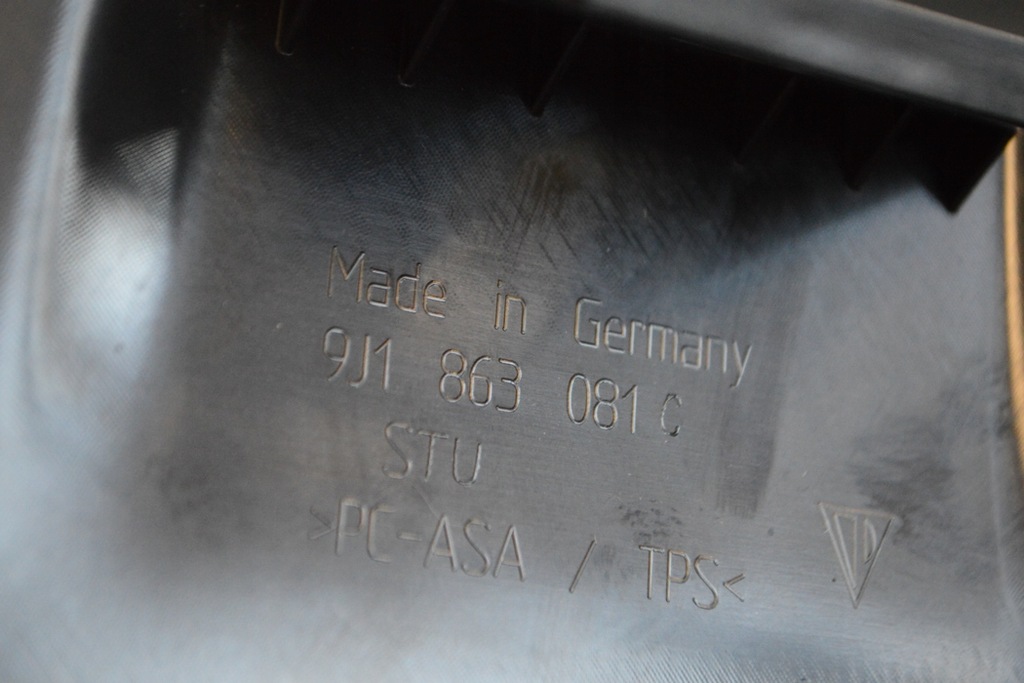 Made in Germany
9J1 863 081 C
STU
>PC-ASA / TPS<